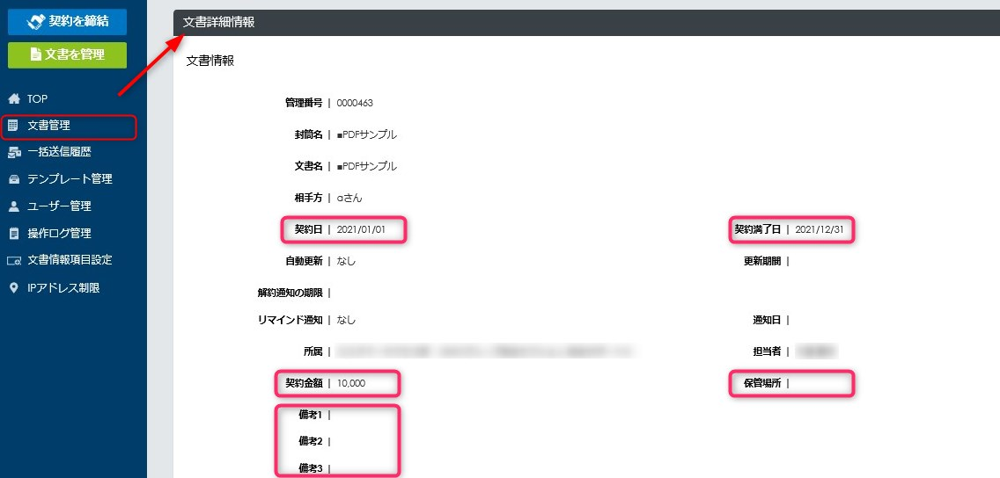 契約を締結
文書を管理
TOP
文書管理
一括送信履歴
テンプレート管理
ユーザー管理
操作ログ管理
文書情報項目設定
IPアドレス制限
文書詳細情報
文書情報
管理番号 | 0000463
封筒名 | ■PDFサンプル
文書名 | ■PDFサンプル
相手方 | αさん
契約日 | 2021/01/01 契約満了日 | 2021/12/31
自動更新 | なし 更新期間 |
解約通知の期限 |
リマインド通知 | なし 通知日 |
所属 | 担当者 |
契約金額 | 10,000 保管場所 |
備考1 |
備考2 |
備考3 |